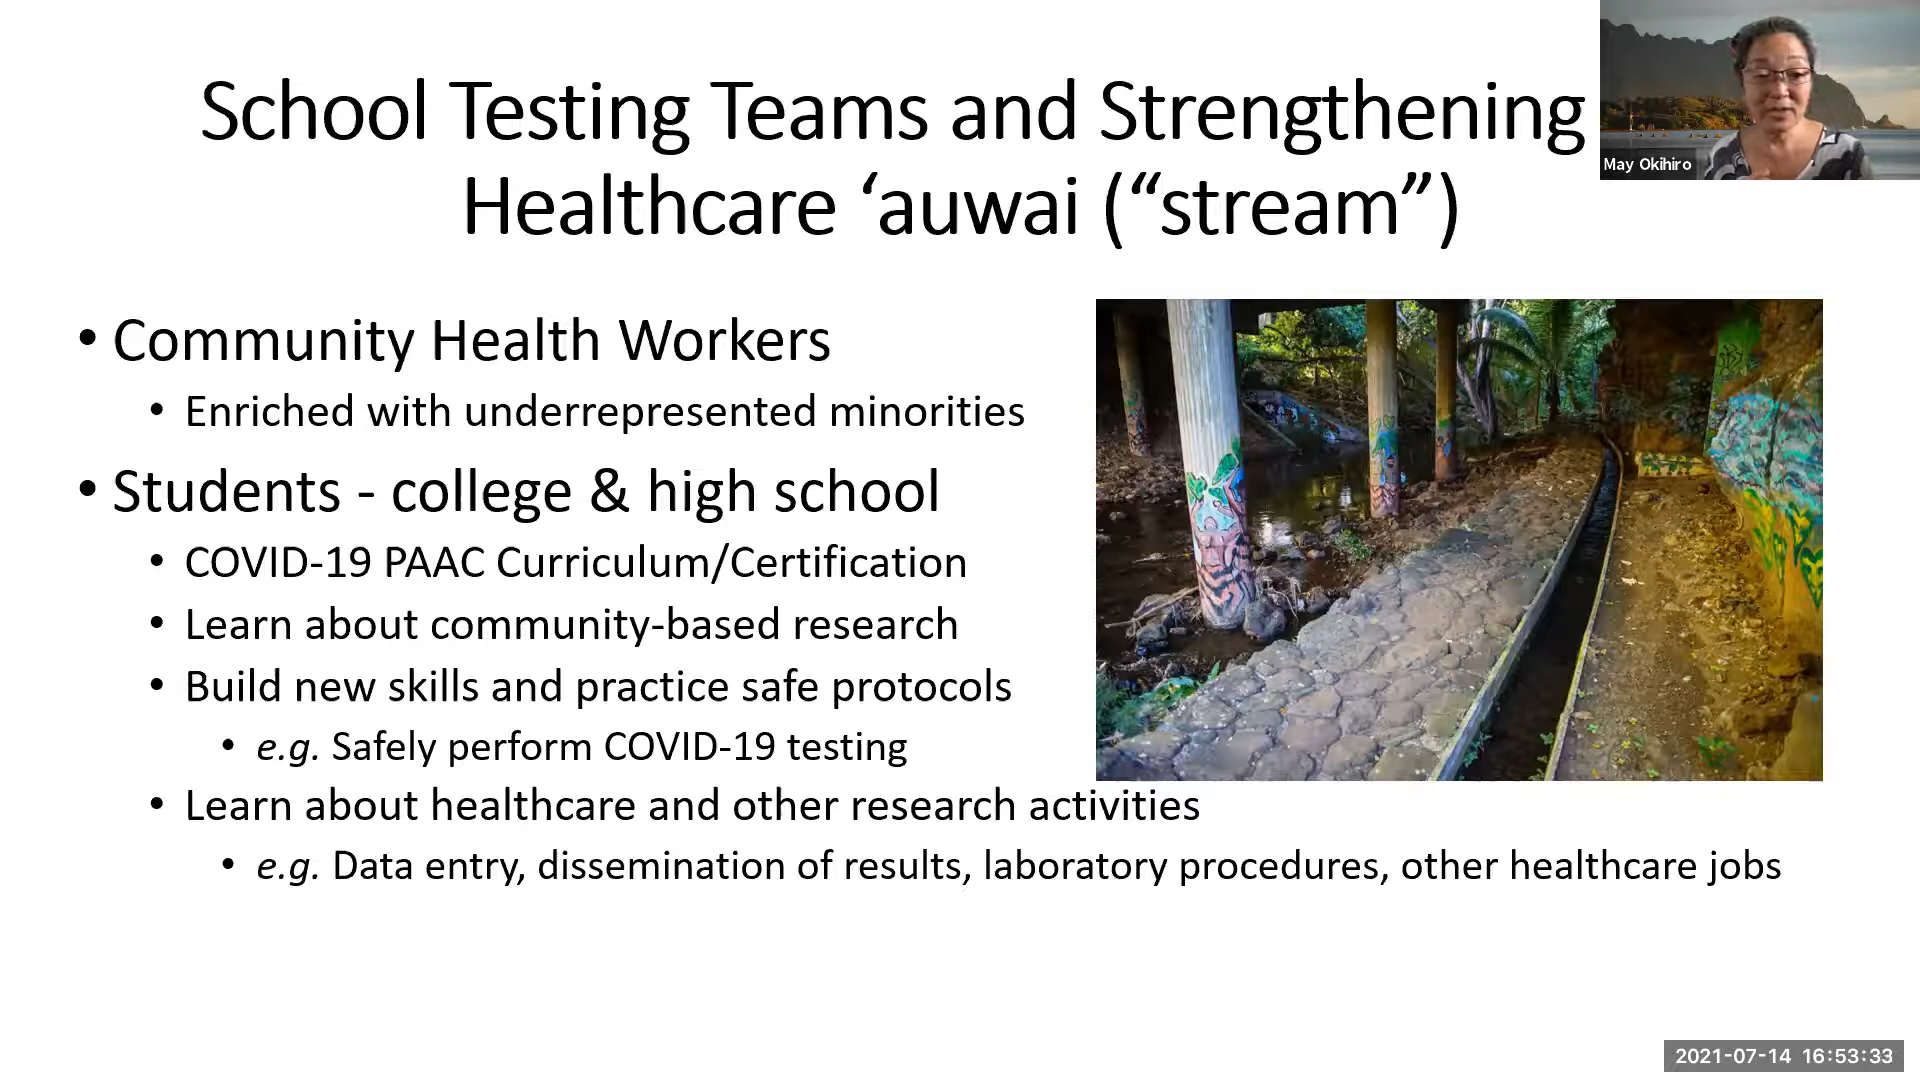 School Testing Teams and Strengthening
Healthcare ‘auwai (“stream”)
May Okihiro
• Community Health Workers
• Enriched with underrepresented minorities
• Students - college & high school
• COVID-19 PAAC Curriculum/Certification
• Learn about community-based research
• Build new skills and practice safe protocols
• e.g. Safely perform COVID-19 testing
• Learn about healthcare and other research activities
• e.g. Data entry, dissemination of results, laboratory procedures, other healthcare jobs
2021-07-14 16:53:33